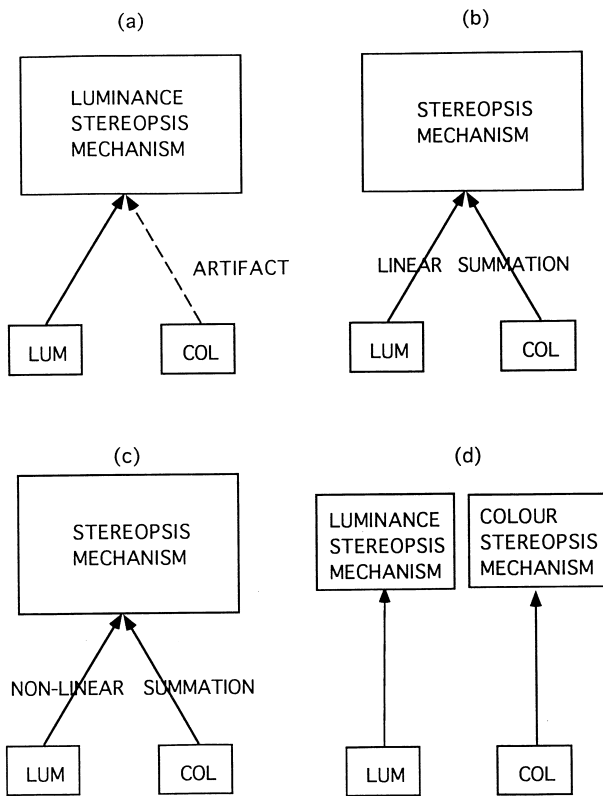 (a)
LUMINANCE
STEREOPSIS
MECHANISM
ARTIFACT
LUM
COL
(b)
STEREOPSIS
MECHANISM
LINEAR SUMMATION
LUM
COL
(c)
STEREOPSIS
MECHANISM
NON-LINEAR SUMMATION
LUM
COL
(d)
LUMINANCE
STEREOPSIS
MECHANISM
COLOUR
STEREOPSIS
MECHANISM
LUM
COL